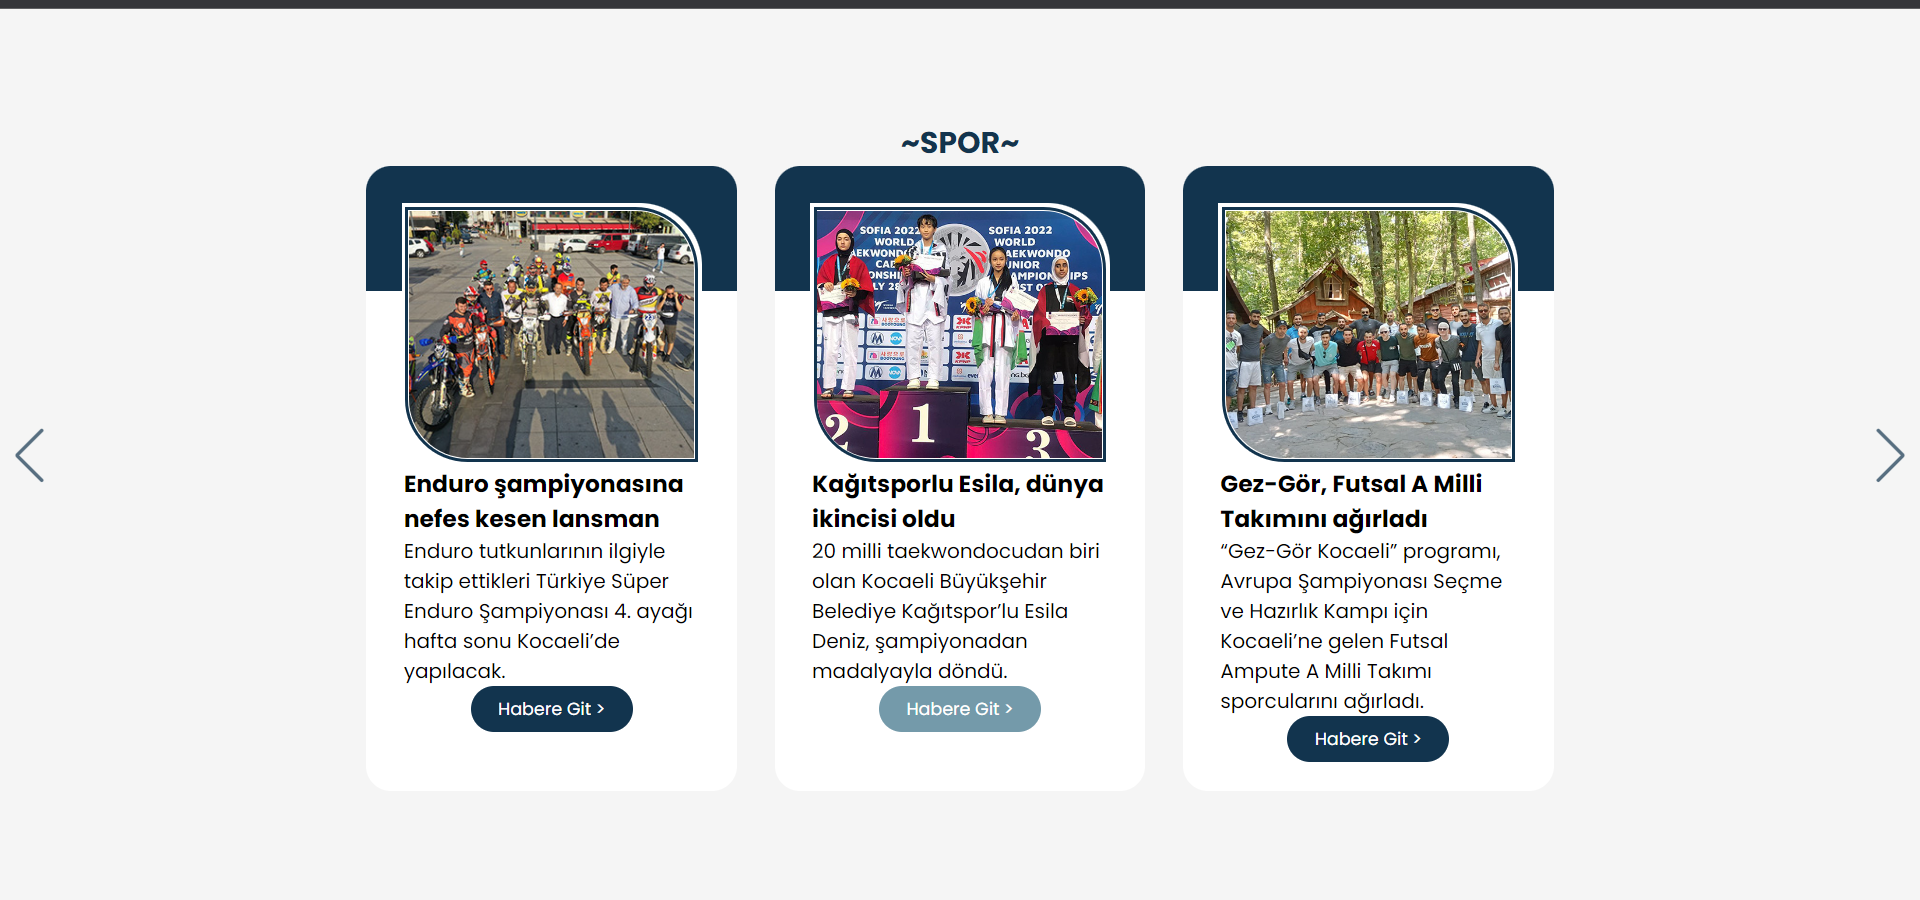 ~SPOR~
SOFIA 2022
WORLD
SOFIA 2022
WORLD
TAEKWONDO
JUNIOR
CHAMPIONSHIPS
1
2
3
Enduro şampiyonasına
nefes kesen lansman
Enduro tutkunlarının ilgiyle
takip ettikleri Türkiye Süper
Enduro Şampiyonası 4. ayağı
hafta sonu Kocaeli’de
yapılacak.
Habere Git >
Kağıtsporlu Esila, dünya
ikincisi oldu
20 milli taekwondocudan biri
olan Kocaeli Büyükşehir
Belediye Kağıtspor’lu Esila
Deniz, şampiyonadan
madalyayla döndü.
Habere Git >
Gez-Gör, Futsal A Milli
Takımını ağırladı
“Gez-Gör Kocaeli” programı,
Avrupa Şampiyonası Seçme
ve Hazırlık Kampı için
Kocaeli’ne gelen Futsal
Ampute A Milli Takımı
sporcularını ağırladı.
Habere Git >